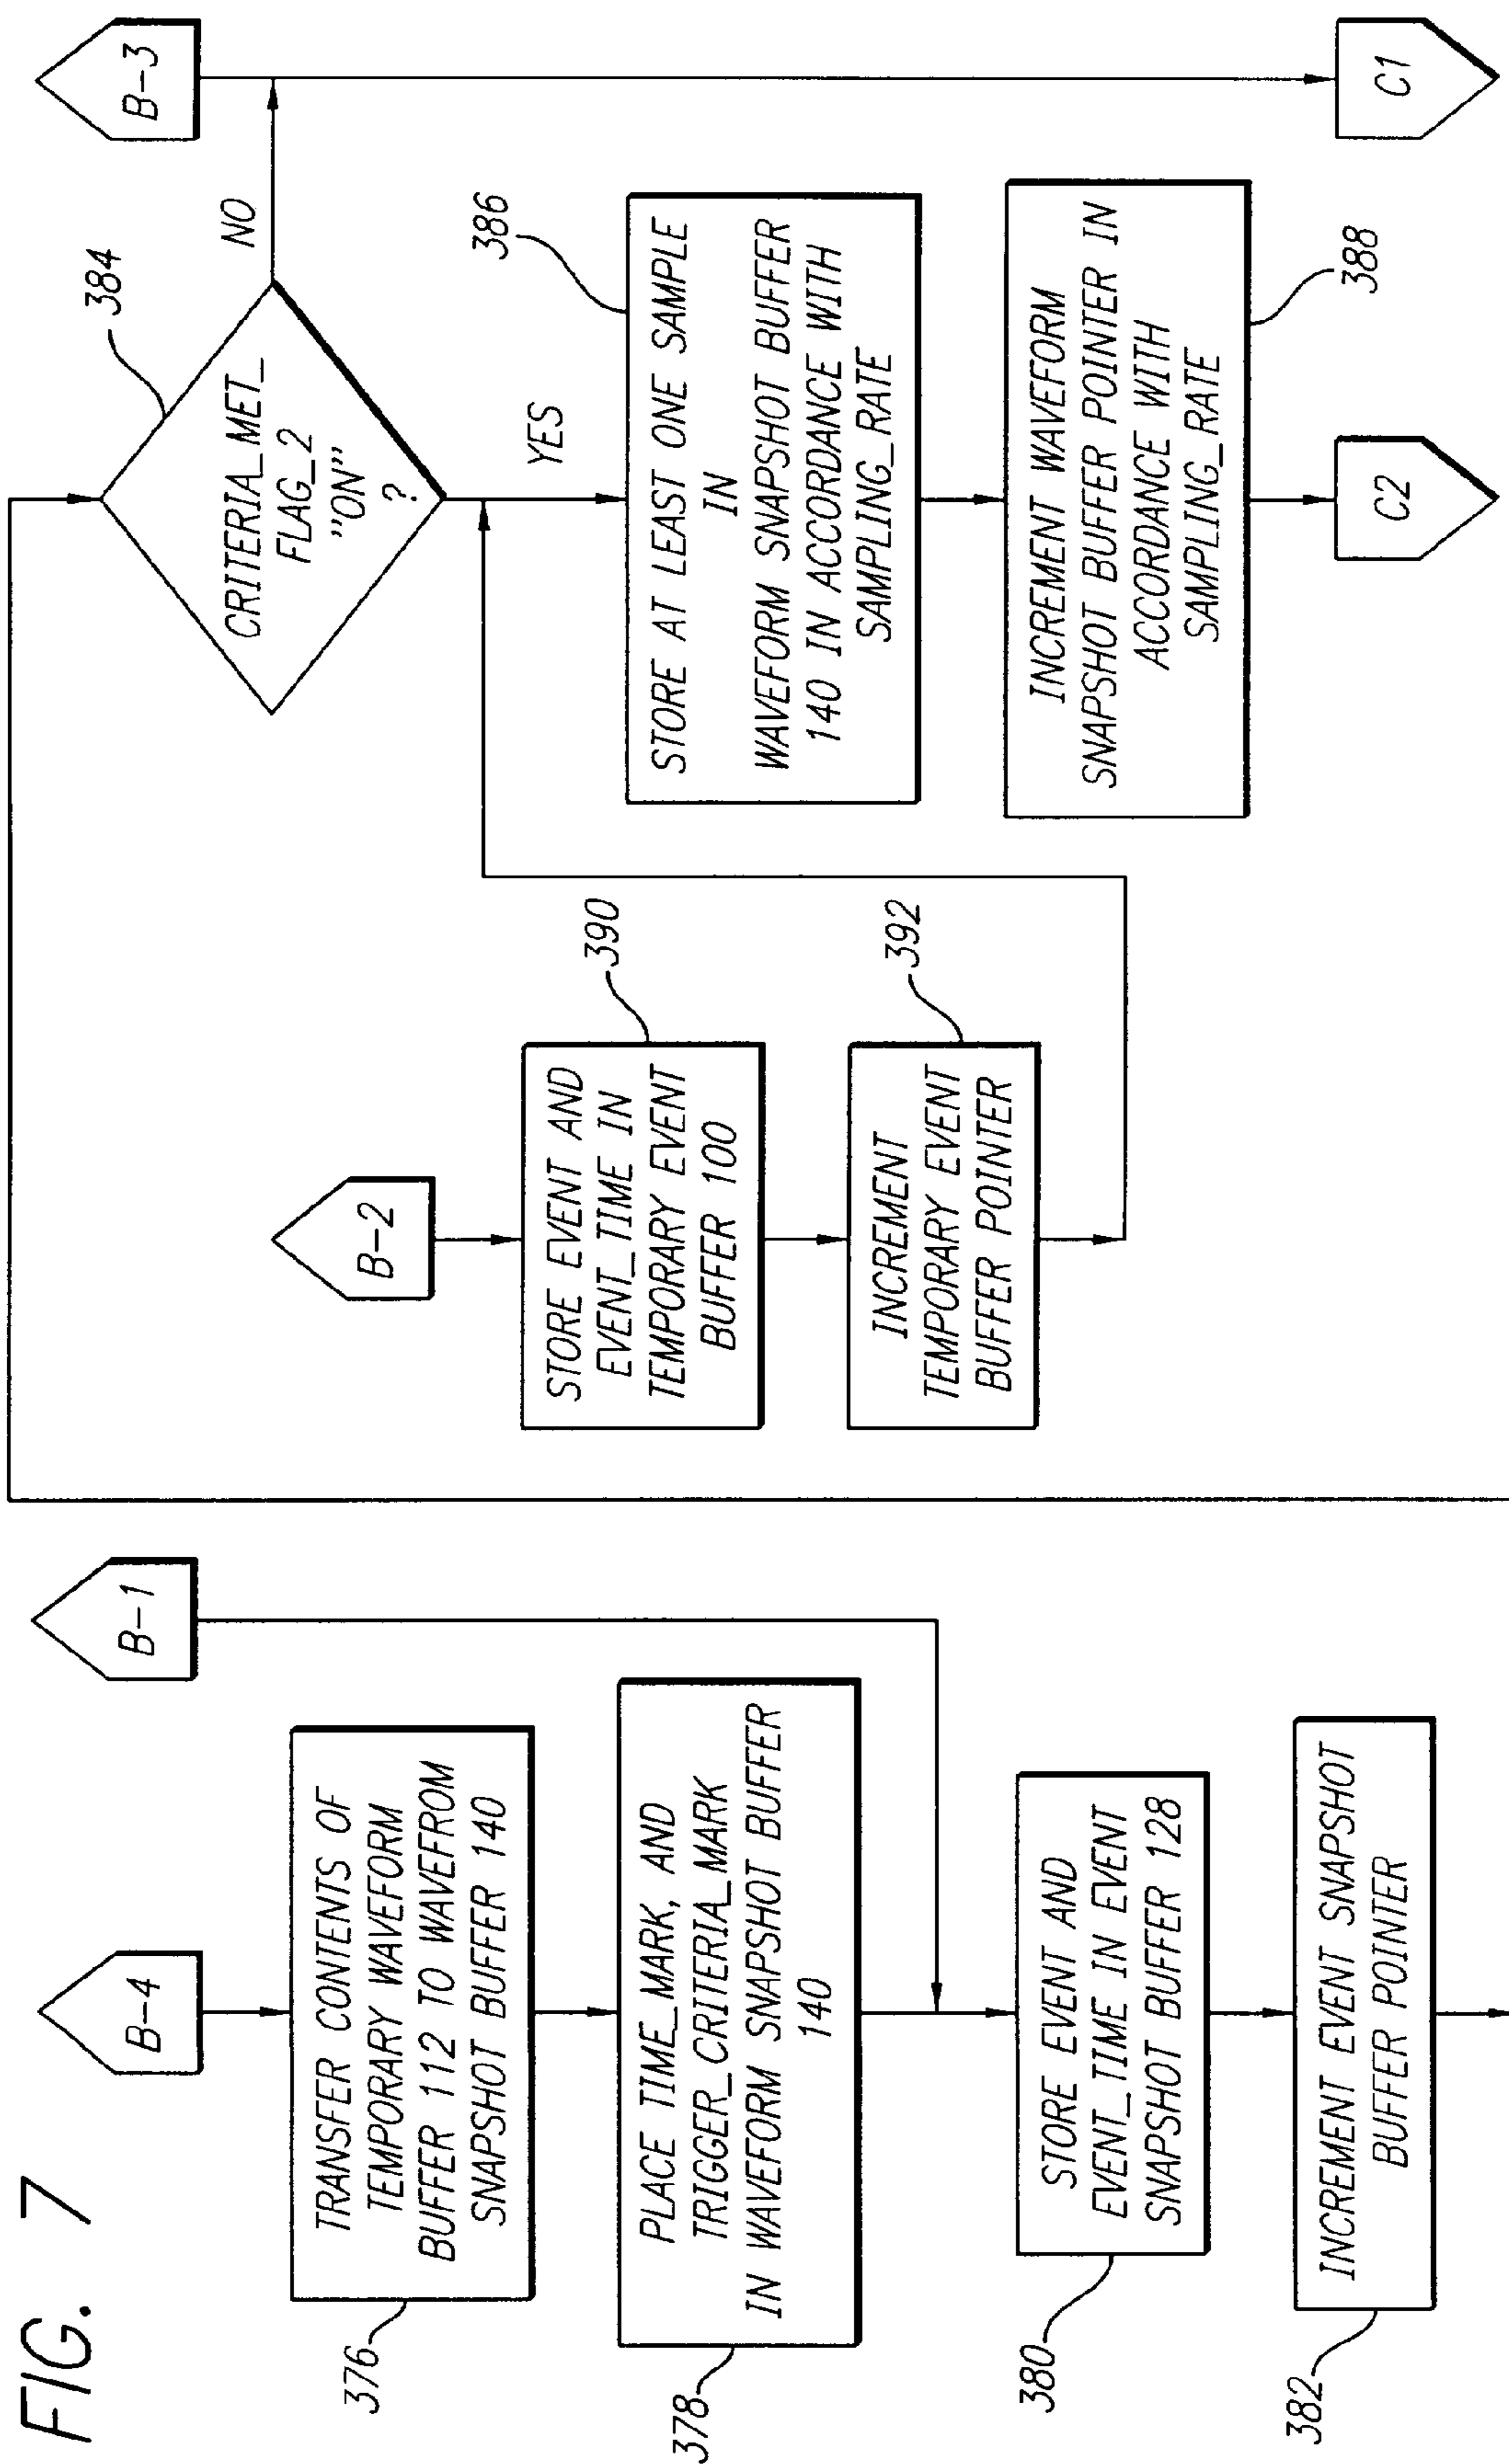 FIG. 7
B-4
B-1
376
TRANSFER CONTENTS OF
TEMPORARY WAVEFORM
BUFFER 112 TO WAVEFROM
SNAPSHOT BUFFER 140
378
PLACE TIME_MARK, AND
TRIGGER_CRITERIA_MARK
IN WAVEFORM SNAPSHOT BUFFER
140
380
STORE EVENT AND
EVENT_TIME IN EVENT
SNAPSHOT BUFFER 128
382
INCREMENT EVENT SNAPSHOT
BUFFER POINTER
B-2
STORE EVENT AND
EVENT_TIME IN
TEMPORARY EVENT
BUFFER 100
390
INCREMENT
TEMPORARY EVENT
BUFFER POINTER
392
B-3
384
CRITERIA_MET_
FLAG_2
"ON"
?
NO
YES
386
STORE AT LEAST ONE SAMPLE
IN
WAVEFORM SNAPSHOT BUFFER
140 IN ACCORDANCE WITH
SAMPLING_RATE
INCREMENT WAVEFORM
SNAPSHOT BUFFER POINTER IN
ACCORDANCE WITH
SAMPLING_RATE
388
C2
C1